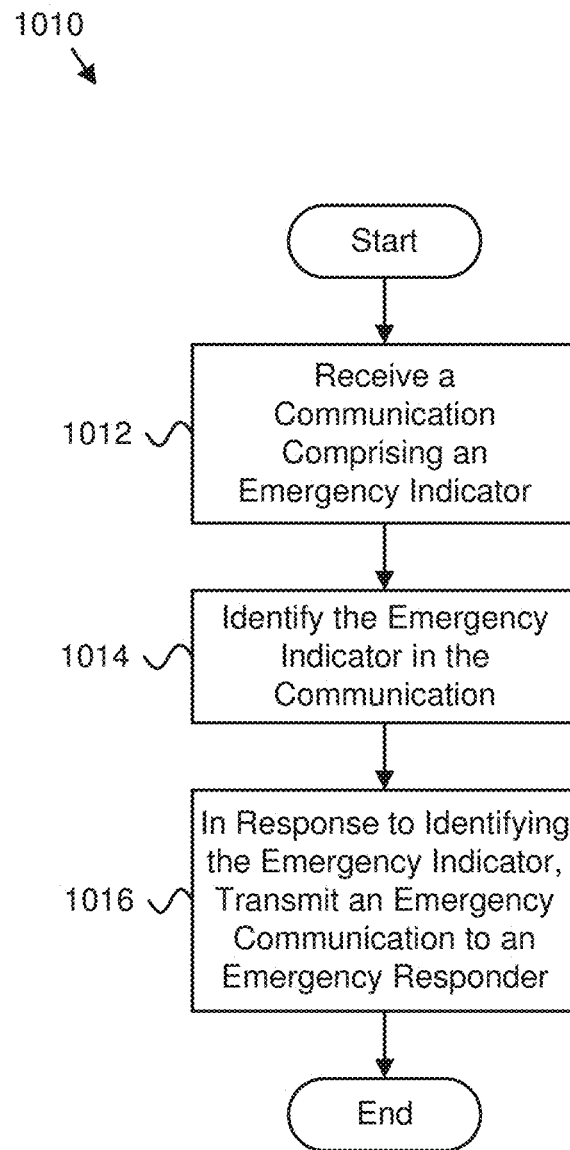 1010
Start
Receive a
Communication
Comprising an
Emergency Indicator
1012
Identify the Emergency
Indicator in the
Communication
1014
In Response to Identifying
the Emergency Indicator,
Transmit an Emergency
Communication to an
Emergency Responder
1016
End